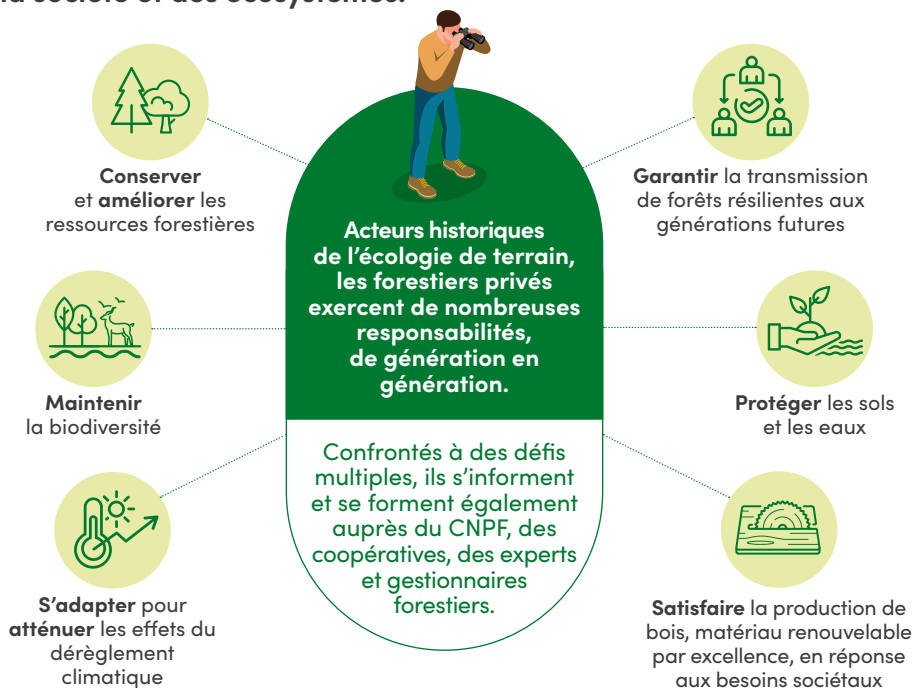 Conserver
et améliorer les
ressources forestières
Maintenir
la biodiversité
S'adapter pour
atténuer les effets du
dérèglement
climatique
Acteurs historiques
de l'écologie de terrain,
les forestiers privés
exercent de nombreuses
responsabilités,
de génération en
génération.
Confrontés à des défis
multiples, ils s'informent
et se forment également
auprès du CNPF, des
coopératives, des experts
et gestionnaires
forestiers.
Garantir la transmission
de forêts résilientes aux
générations futures
Protéger les sols
et les eaux
Satisfaire la production de
bois, matériau renouvelable
par excellence, en réponse
aux besoins sociétaux